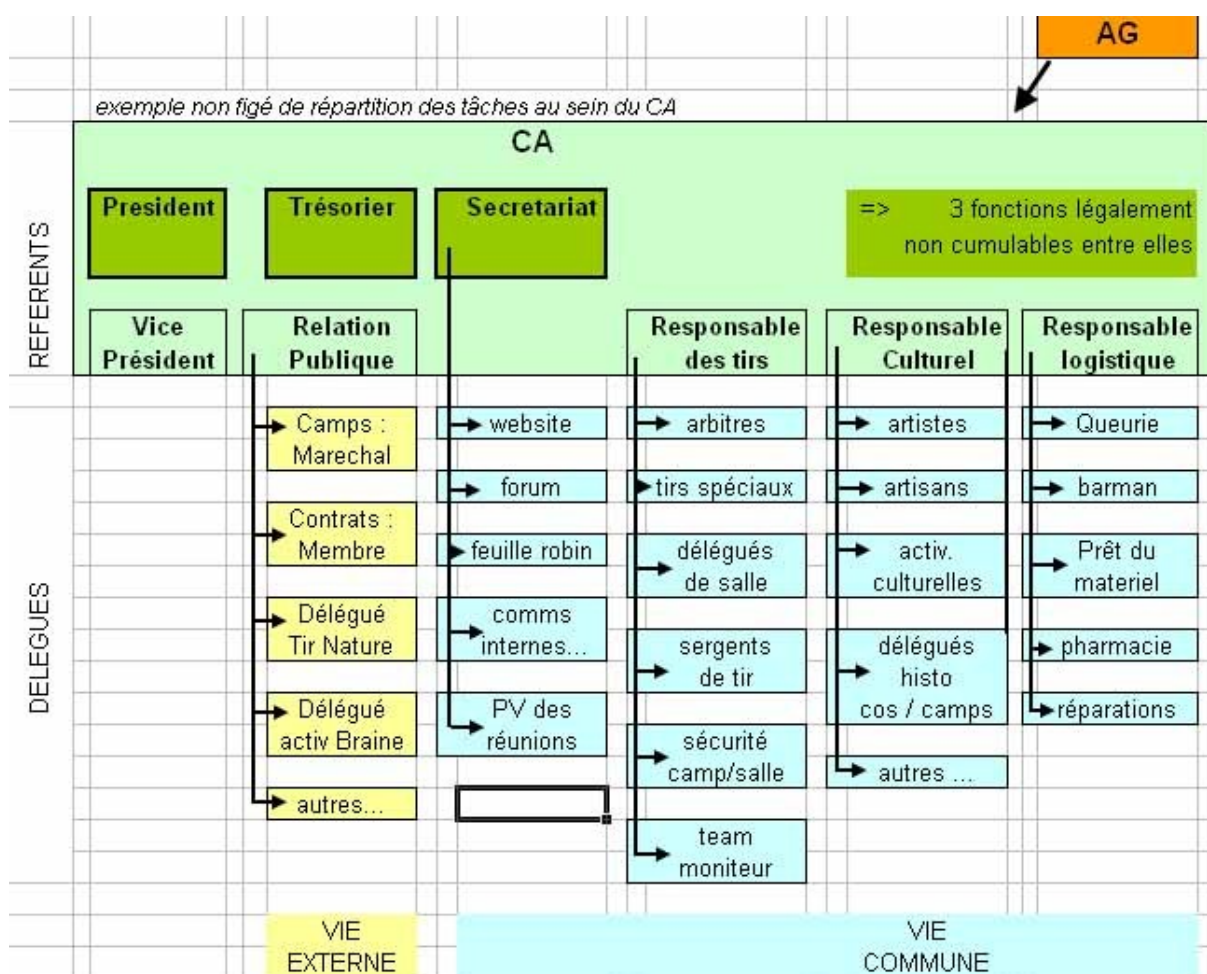 AG
exemple non figé de répartition des tâches au sein du CA
CA
REFERENTS
President
Trésorier
Secretariat
=> 3 fonctions légalement
non cumulables entre elles
Vice
Président
Relation
Publique
Responsable
des tirs
Responsable
Culturel
Responsable
logistique
DELEGUES
Camps :
Marechal
Contrats :
Membre
Délégué
Tir Nature
Délégué
activ Braine
autres...
website
forum
feuille robin
comms
internes...
PV des
réunions
arbitres
tirs spéciaux
délégués
de salle
sergents
de tir
sécurité
camp/salle
team
moniteur
artistes
artisans
activ.
culturelles
délégués
histo
cos / camps
autres ...
Queurie
barman
Prêt du
materiel
pharmacie
réparations
VIE
EXTERNE
VIE
COMMUNE